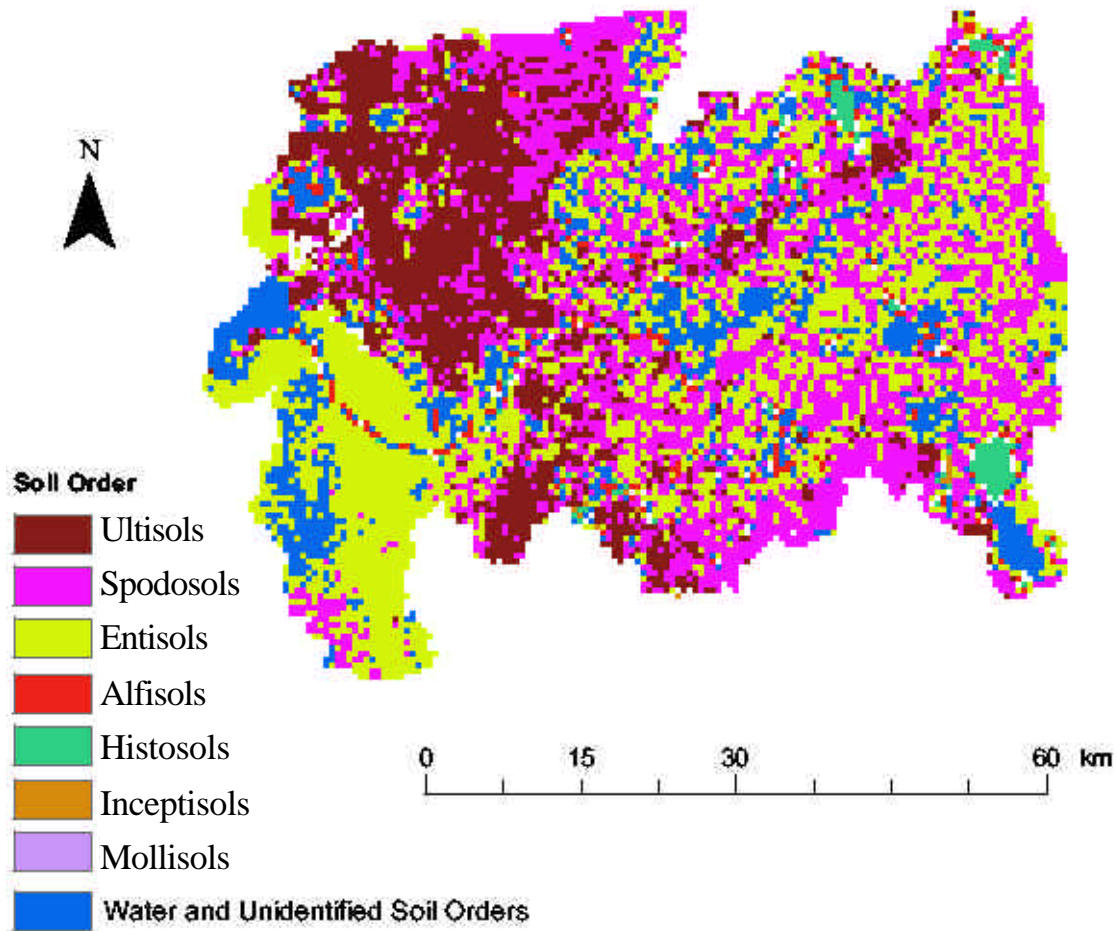 N
Soil Order
Ultisols
Spodosols
Entisols
Alfisols
Histosols
Inceptisols
Mollisols
Water and Unidentified Soil Orders
0 15 30 60 km